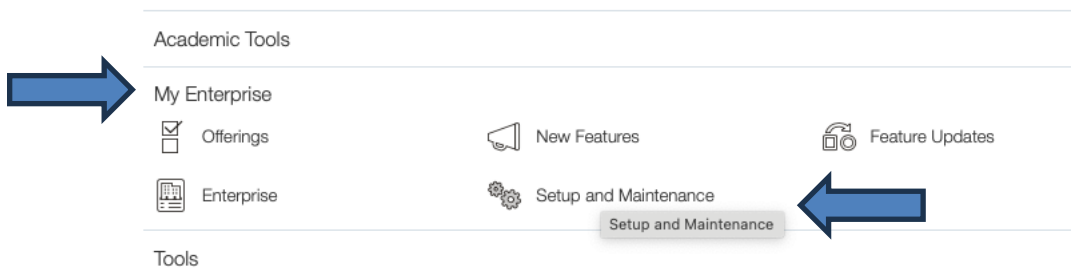 Academic Tools
My Enterprise
Offerings
New Features
Feature Updates
Enterprise
Setup and Maintenance
Setup and Maintenance
Tools